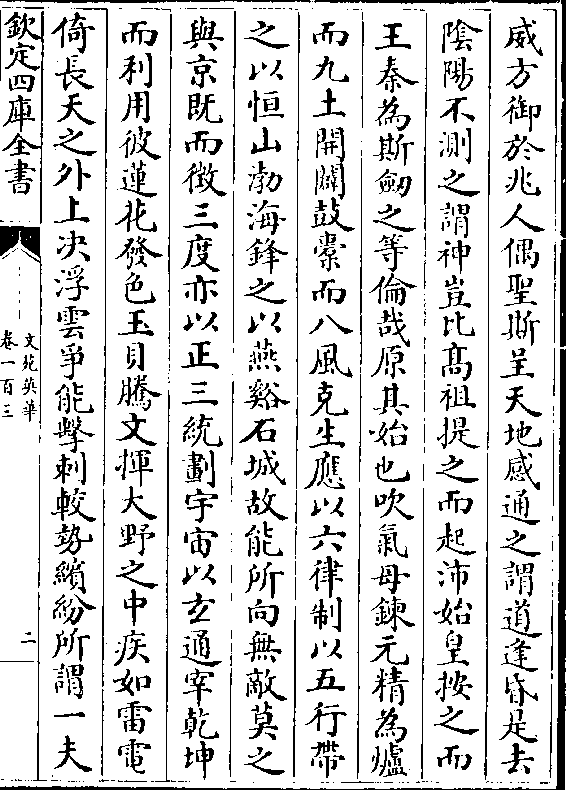 威方御於兆人偶聖斯呈天地感通之謂道逢昏是去
陰陽不測之謂神豈比髙祖提之而起沛始皇按之而
王秦為斯劒之等倫哉原其始也吹氣母鍊元精為爐
而九土開闢鼓橐而八風克生應以六律制以五行帶
之以恒山渤海鋒之以燕谿石城故能所向無敵莫之
與京既而徴三度亦以正三統劃宇宙以玄通宰乾坤
而利用彼蓮花發色玉貝騰文揮大野之中疾如雷電
倚長天之外上决浮雲爭能擊刺較勢繽紛所謂一夫
欽定四庫全書
文苑英華
卷一百三
二